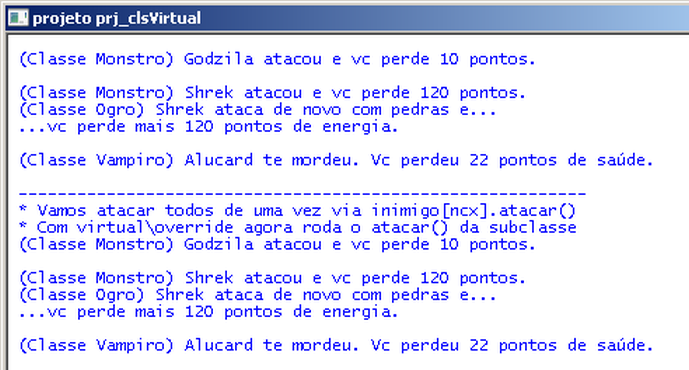 projeto prj_clsVirtual
(Classe Monstro) Godzila atacou e vc perde 10 pontos.
(Classe Monstro) Shrek atacou e vc perde 120 pontos.
(Classe Ogro) Shrek ataca de novo com pedras e...
...vc perde mais 120 pontos de energia.
(Classe Vampiro) Alucard te mordeu. Vc perdeu 22 pontos de saúde.
----------------------------------------------------------
* Vamos atacar todos de uma vez via inimigo[ncx].atacar()
* Com virtual\override agora roda o atacar() da subclasse
(Classe Monstro) Godzila atacou e vc perde 10 pontos.
(Classe Monstro) Shrek atacou e vc perde 120 pontos.
(Classe Ogro) Shrek ataca de novo com pedras e...
...vc perde mais 120 pontos de energia.
(Classe Vampiro) Alucard te mordeu. Vc perdeu 22 pontos de saúde.